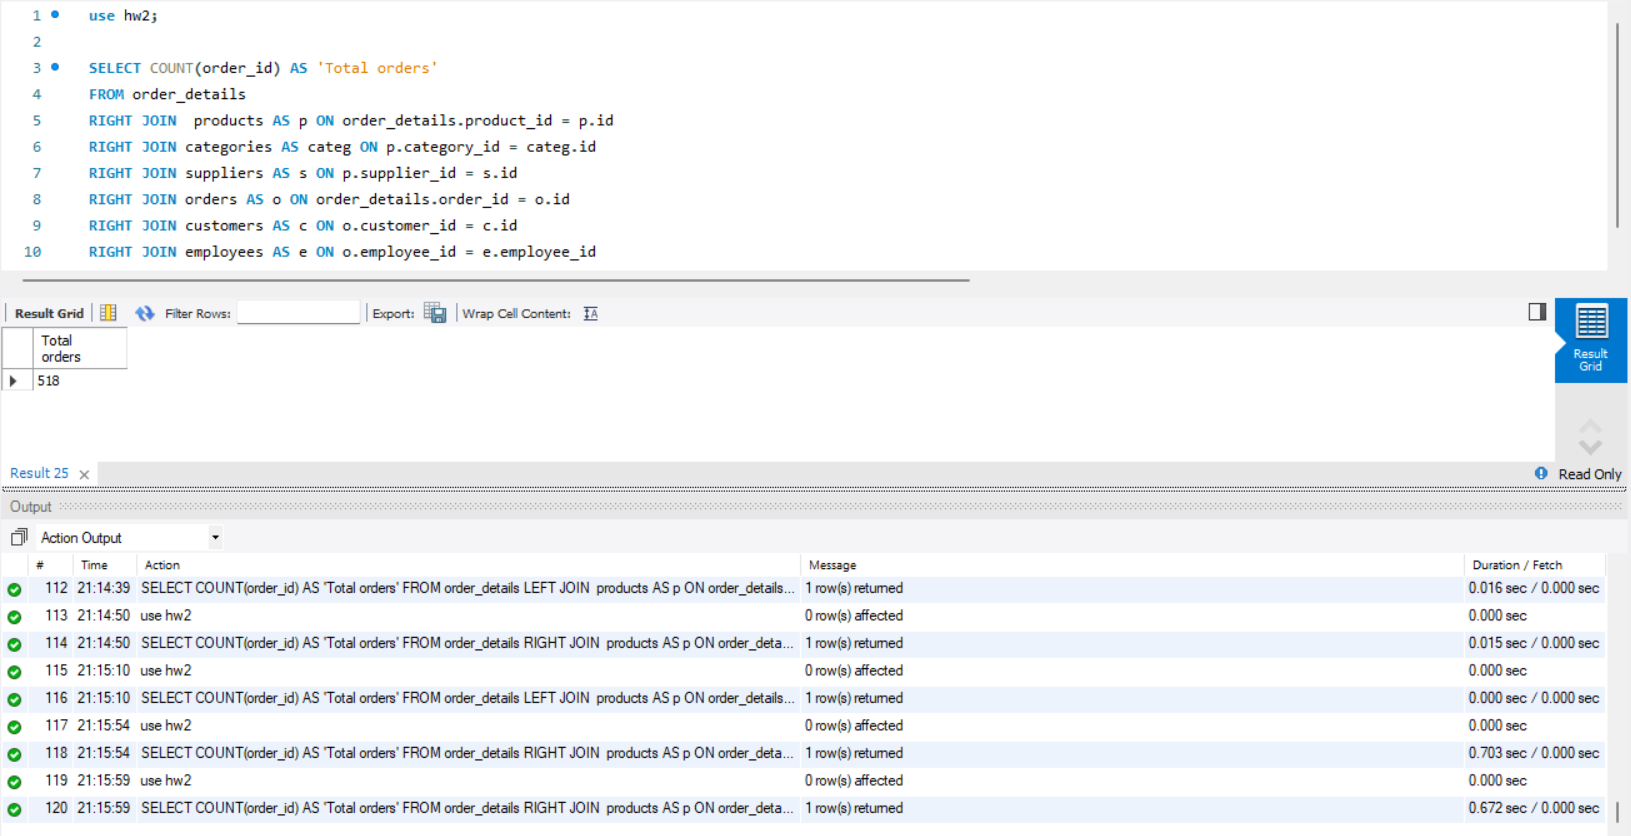 1 use hw2;
2
3 SELECT COUNT(order_id) AS 'Total orders'
4 FROM order_details
5 RIGHT JOIN  products AS p ON order_details.product_id = p.id
6 RIGHT JOIN categories AS categ ON p.category_id = categ.id
7 RIGHT JOIN suppliers AS s ON p.supplier_id = s.id
8 RIGHT JOIN orders AS o ON order_details.order_id = o.id
9 RIGHT JOIN customers AS c ON o.customer_id = c.id
10 RIGHT JOIN employees AS e ON o.employee_id = e.employee_id
Result Grid Filter Rows: Export: Wrap Cell Content:
Result
Grid
Total
orders
518
Result 25 Read Only
Output
Action Output
# Time Action Message Duration / Fetch
112 21:14:39 SELECT COUNT(order_id) AS 'Total orders' FROM order_details LEFT JOIN  products AS p ON order_details... 1 row(s) returned 0.016 sec / 0.000 sec
113 21:14:50 use hw2 0 row(s) affected 0.000 sec
114 21:14:50 SELECT COUNT(order_id) AS 'Total orders' FROM order_details RIGHT JOIN  products AS p ON order_deta... 1 row(s) returned 0.015 sec / 0.000 sec
115 21:15:10 use hw2 0 row(s) affected 0.000 sec
116 21:15:10 SELECT COUNT(order_id) AS 'Total orders' FROM order_details LEFT JOIN  products AS p ON order_details... 1 row(s) returned 0.000 sec / 0.000 sec
117 21:15:54 use hw2 0 row(s) affected 0.000 sec
118 21:15:54 SELECT COUNT(order_id) AS 'Total orders' FROM order_details RIGHT JOIN  products AS p ON order_deta... 1 row(s) returned 0.703 sec / 0.000 sec
119 21:15:59 use hw2 0 row(s) affected 0.000 sec
120 21:15:59 SELECT COUNT(order_id) AS 'Total orders' FROM order_details RIGHT JOIN  products AS p ON order_deta... 1 row(s) returned 0.672 sec / 0.000 sec